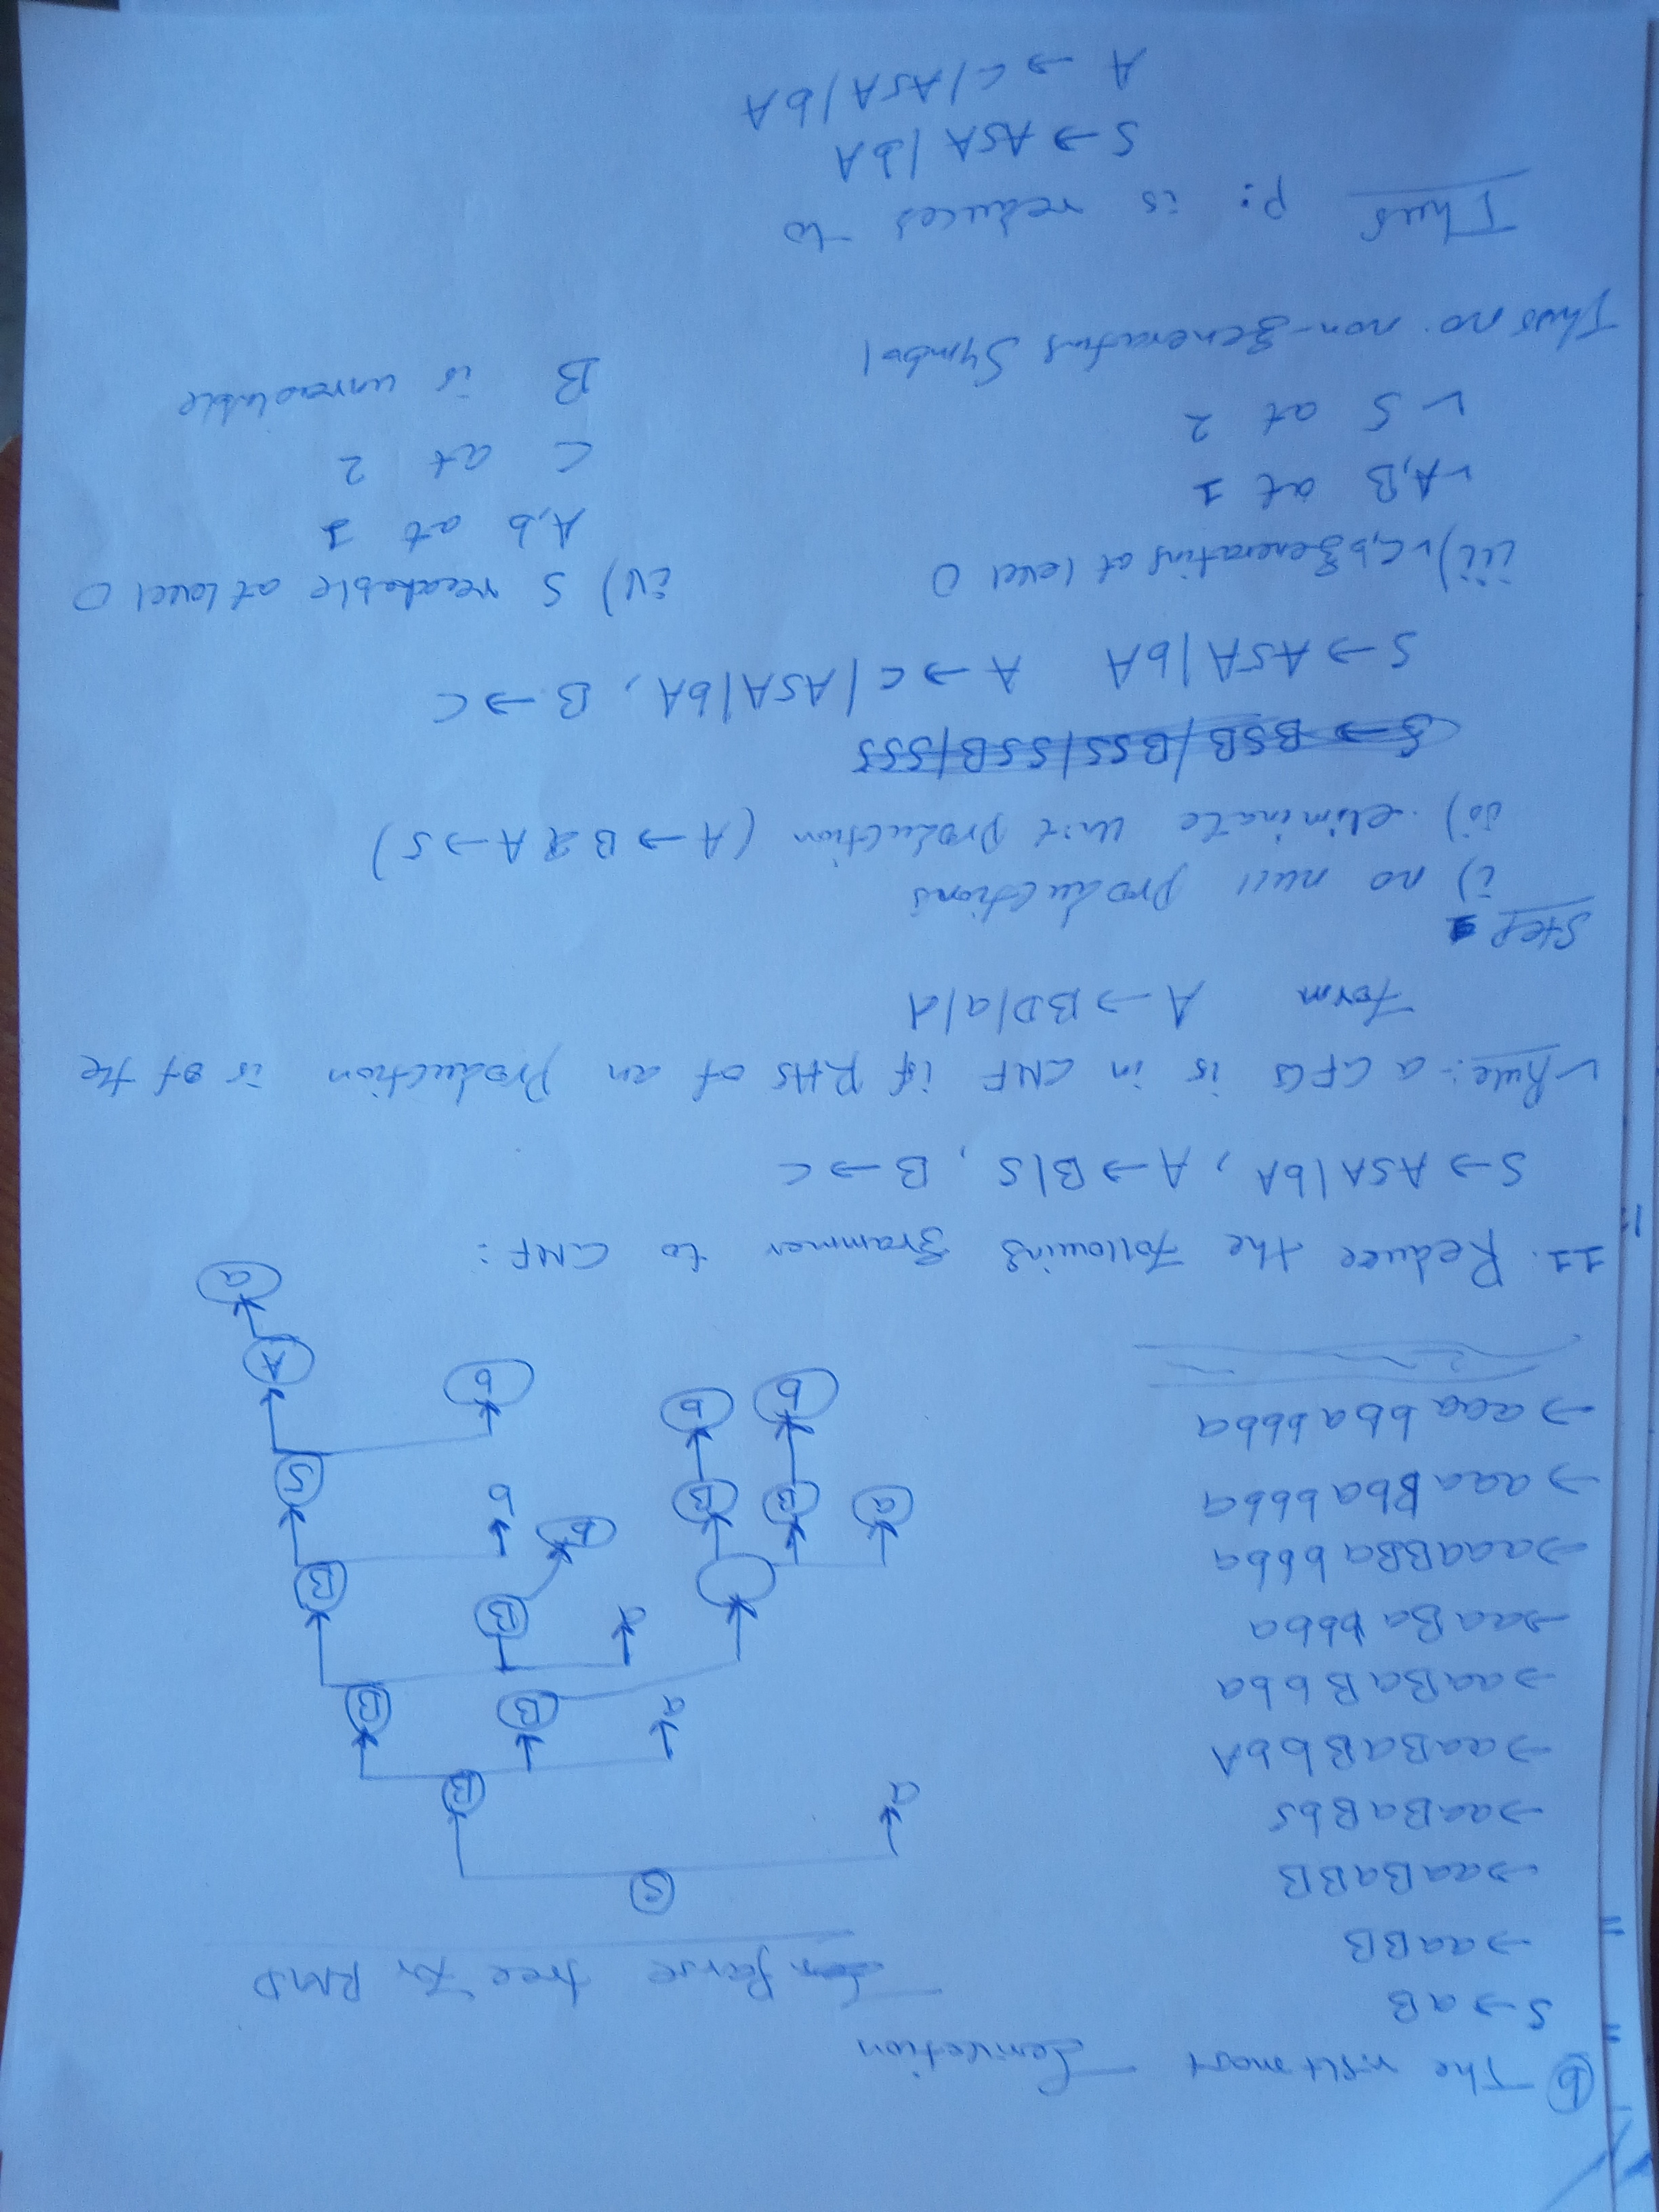 (b) The rightmost derivation
S → aB
→ aaBB
→ aaBaBB
→ aaBaBbS
→ aaBaBbbA
→ aaBaBbba
→ aaBabbba
→ aaaBBabbba
→ aaaBbabbba
→ aaabbabbba
Parse tree for RMD
S
a B
a B B
a B B
a B B b b S
b b b A
a
11. Reduce the following grammer to CNF:
S → ASA|bA, A → B|S, B → c
Rule:- a CFG is in CNF if RHS of an Production is of the
Form A → BD|a|d
Step
i) no null productions
ii) eliminate unit production (A → B & A → S)
S → BSB/BSS|SSB|SSS
S → ASA|bA A → c|ASA|bA, B → c
iii) c,b generating at level 0
A,B at 1
S at 2
Thus no non-generating Symbol
iv) S reachable at level 0
A,b at 1
C at 2
B is unreachable
Thus P: is reduces to
S → ASA|bA
A → c|ASA|bA